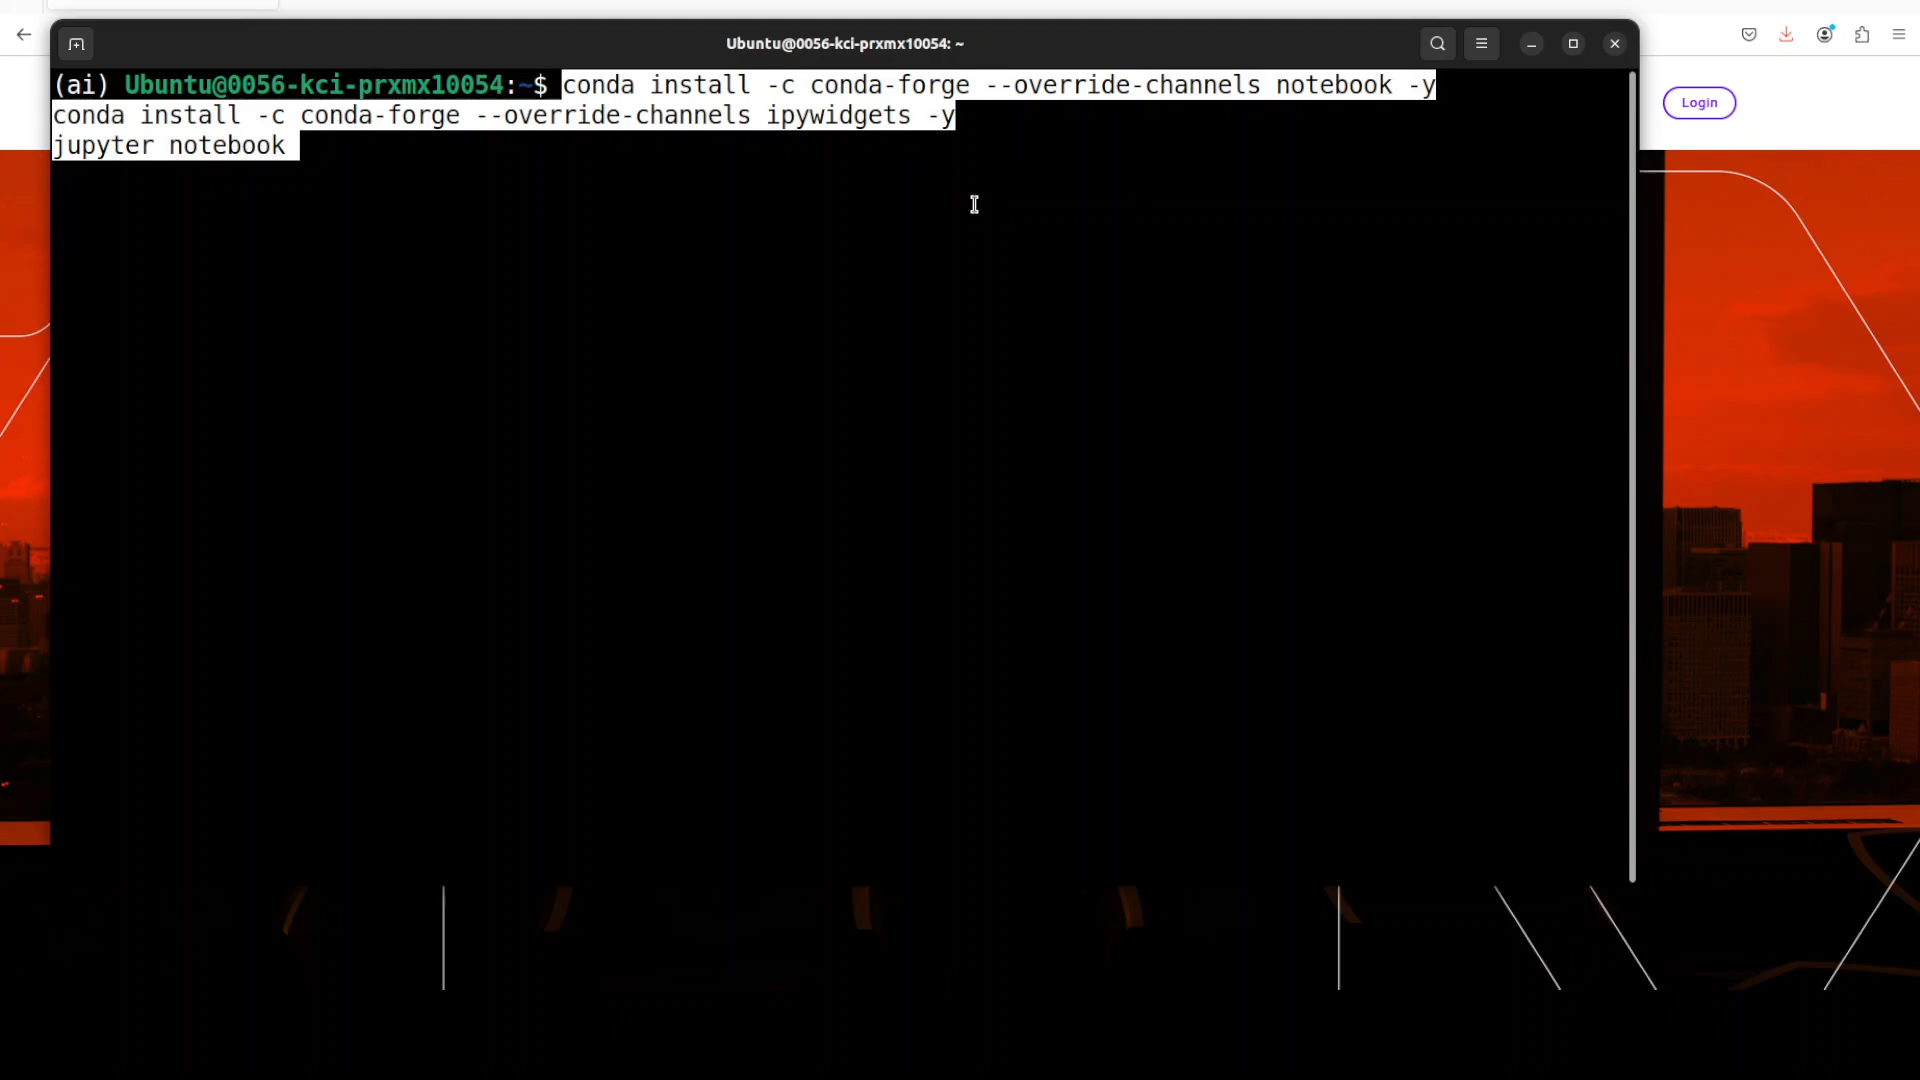 Ubuntu@0056-kci-prxmx10054: ~
(ai) Ubuntu@0056-kci-prxmx10054:~$ conda install -c conda-forge --override-channels notebook -y
conda install -c conda-forge --override-channels ipywidgets -y
jupyter notebook
Login